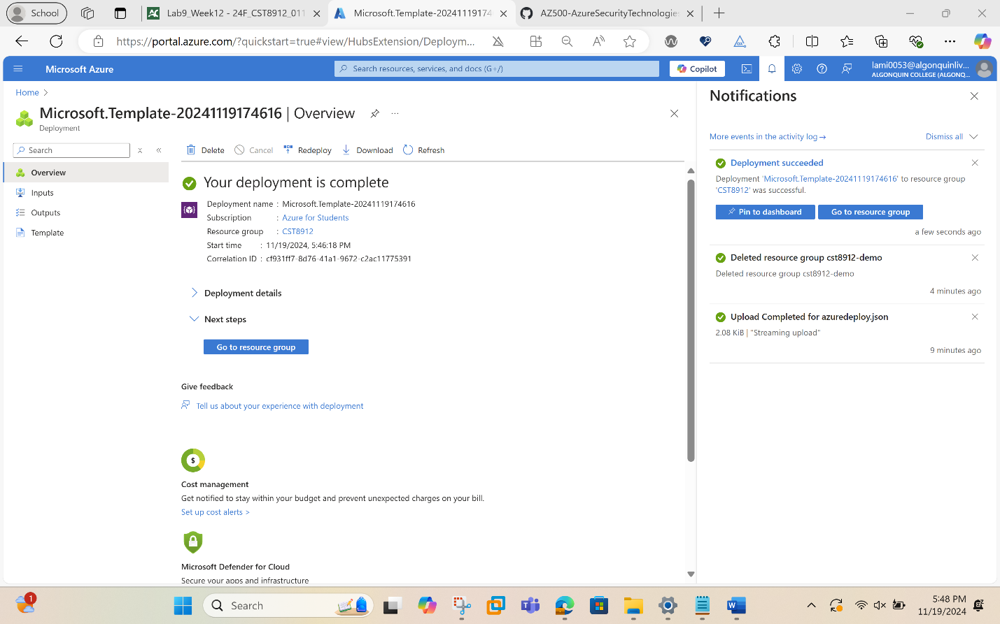 School
Lab9_Week12 - 24F_CST8912_011
Microsoft.Template-20241119174
AZ500-AzureSecurityTechnologies
https://portal.azure.com/?quickstart=true#view/HubsExtension/Deploym...
Microsoft Azure
Search resources, services, and docs (G+/)
Copilot
lami0053@algonquinliv...
ALGONQUIN COLLEGE (ALGONQ...
Home
Microsoft.Template-20241119174616 | Overview
Deployment
Search
Overview
Inputs
Outputs
Template
Delete
Cancel
Redeploy
Download
Refresh
Your deployment is complete
Deployment name : Microsoft.Template-20241119174616
Subscription : Azure for Students
Resource group : CST8912
Start time : 11/19/2024, 5:46:18 PM
Correlation ID : cf931ff7-8d76-41a1-9672-c2ac11775391
Deployment details
Next steps
Go to resource group
Give feedback
Tell us about your experience with deployment
$
Cost management
Get notified to stay within your budget and prevent unexpected charges on your bill.
Set up cost alerts >
Microsoft Defender for Cloud
Secure your apps and infrastructure
Notifications
More events in the activity log→
Dismiss all
Deployment succeeded
Deployment 'Microsoft.Template-20241119174616' to resource group
'CST8912' was successful.
Pin to dashboard
Go to resource group
a few seconds ago
Deleted resource group cst8912-demo
Deleted resource group cst8912-demo
4 minutes ago
Upload Completed for azuredeploy.json
2.08 KiB | "Streaming upload"
9 minutes ago
1
Search
5:48 PM
11/19/2024